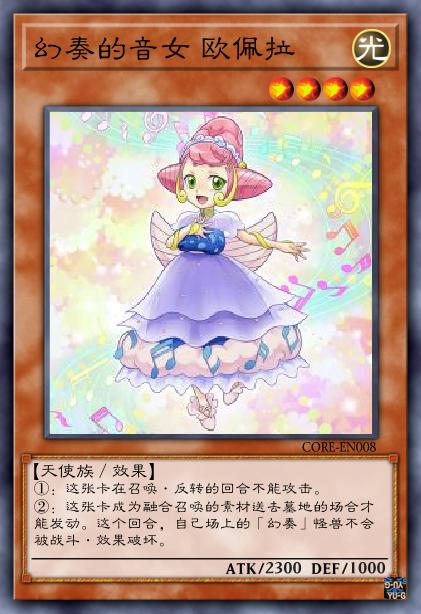 幻奏的音女 欧佩拉
光
CORE-EN008
【天使族／效果】
①：这张卡在召唤·反转的回合不能攻击。
②：这张卡成为融合召唤的素材送去墓地的场合才
能发动。这个回合，自己场上的「幻奏」怪兽不会
被战斗·效果破坏。
ATK/2300 DEF/1000